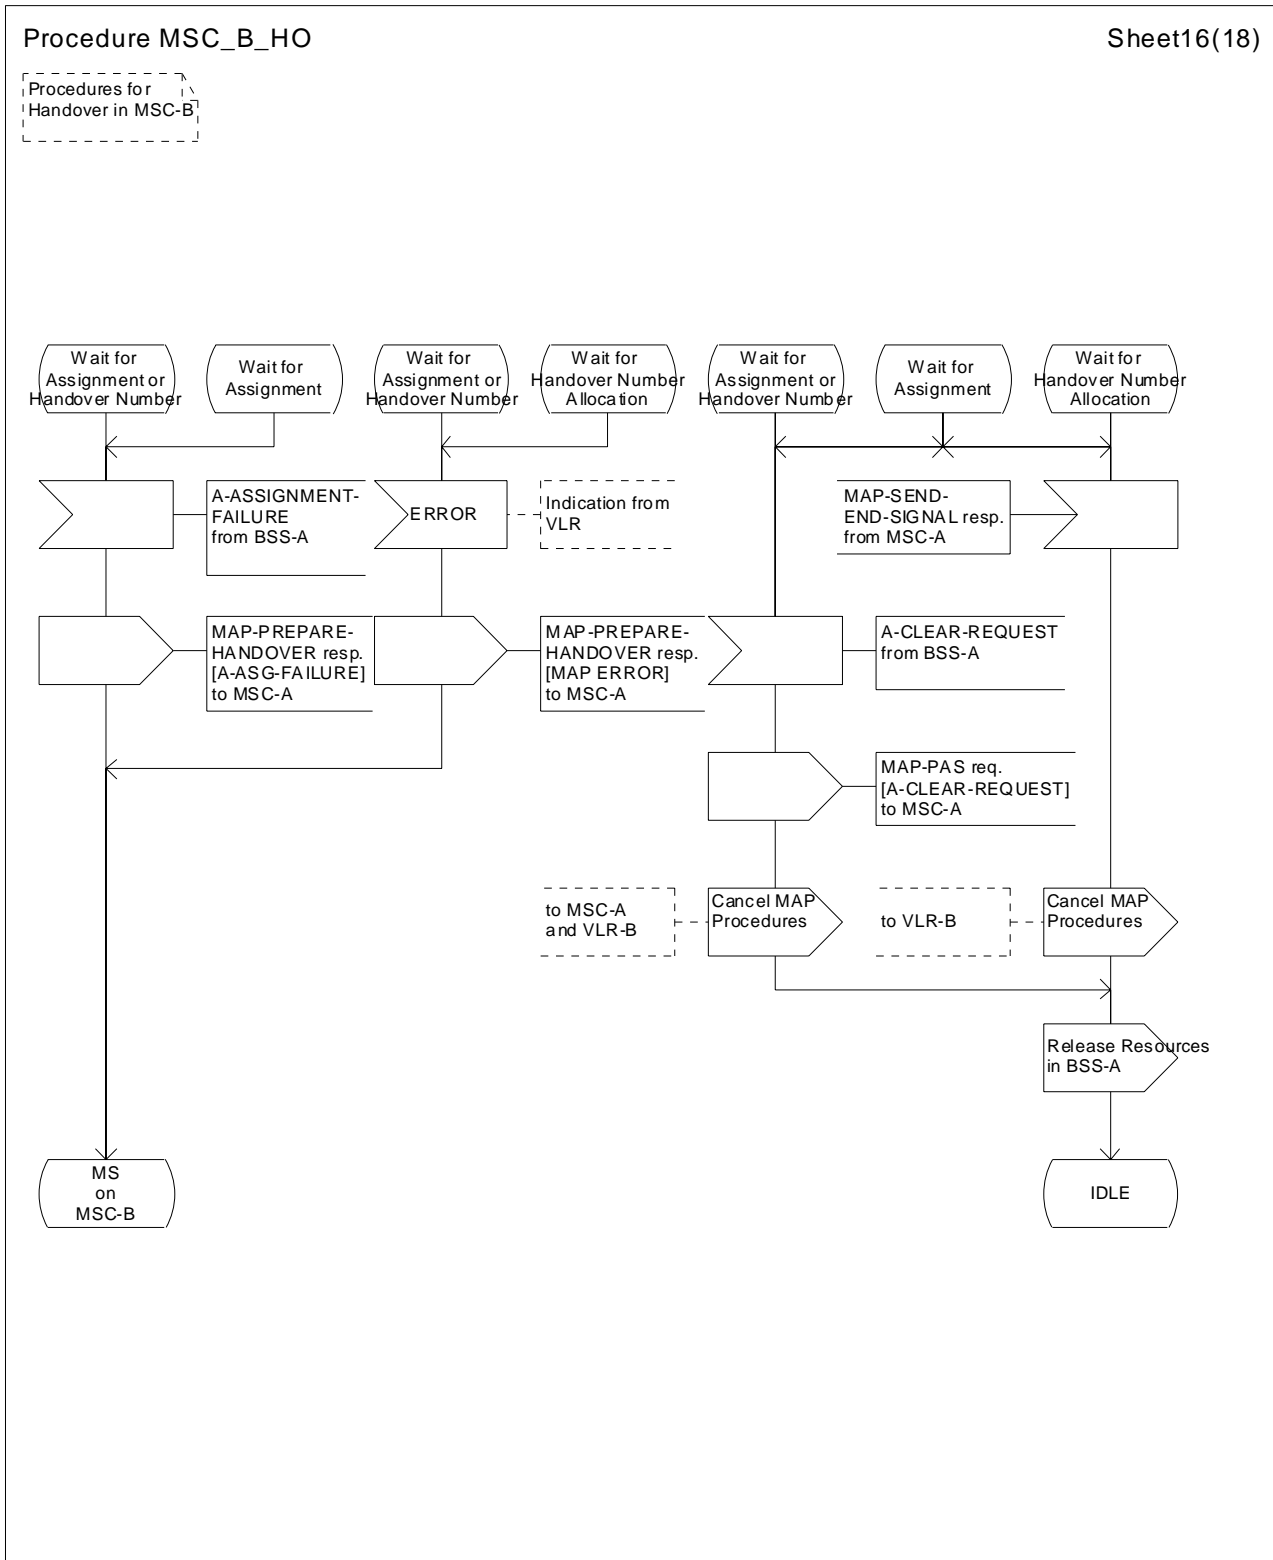 Procedure MSC_B_HO
Sheet16(18)
Procedures for
Handover in MSC-B
Wait for
Assignment or
Handover Number
Wait for
Assignment
Wait for
Assignment or
Handover Number
Wait for
Handover Number
Allocation
Wait for
Assignment or
Handover Number
Wait for
Assignment
Wait for
Handover Number
Allocation
A-ASSIGNMENT-
FAILURE
from BSS-A
ERROR
Indication from
VLR
MAP-SEND-
END-SIGNAL resp.
from MSC-A
MAP-PREPARE-
HANDOVER resp.
[A-ASG-FAILURE]
to MSC-A
MAP-PREPARE-
HANDOVER resp.
[MAP ERROR]
to MSC-A
A-CLEAR-REQUEST
from BSS-A
MAP-PAS req.
[A-CLEAR-REQUEST]
to MSC-A
to MSC-A
and VLR-B
Cancel MAP
Procedures
to VLR-B
Cancel MAP
Procedures
Release Resources
in BSS-A
MS
on
MSC-B
IDLE